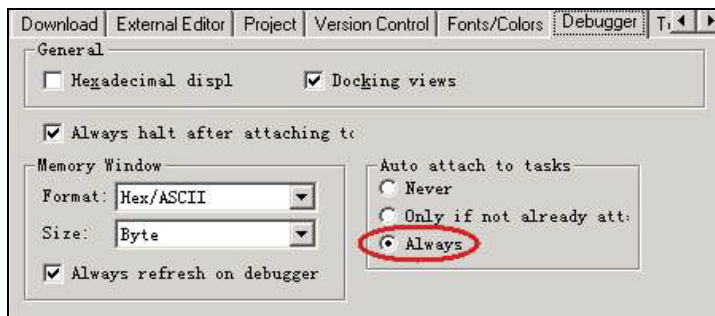 Download External Editor Project Version Control Fonts/Colors Debugger
General
Hexadecimal displ Docking views
Always halt after attaching
Memory Window
Format: Hex/ASCII
Size: Byte
Always refresh on debugger
Auto attach to tasks
Never
Only if not already
Always